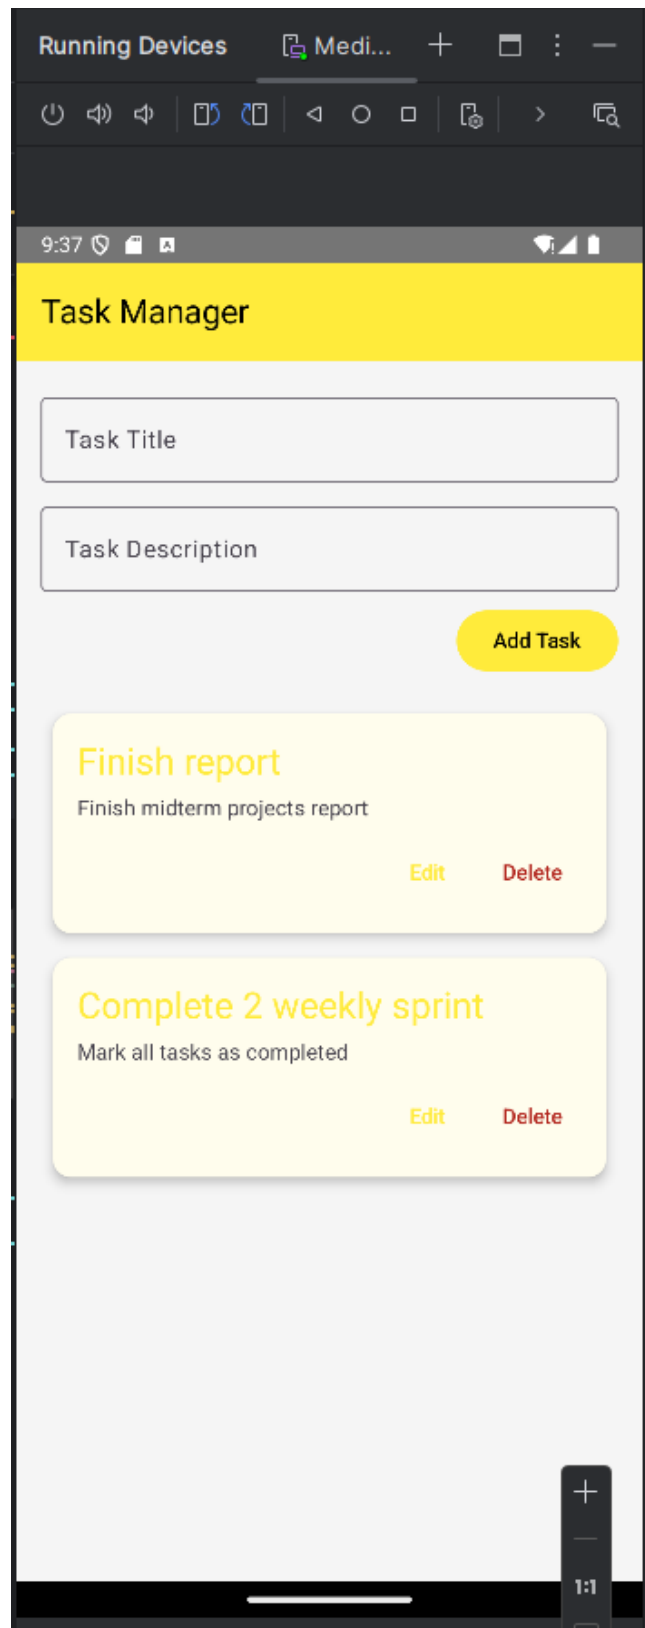 Running Devices Medi...
9:37
Task Manager
Task Title
Task Description
Add Task
Finish report
Finish midterm projects report
Edit Delete
Complete 2 weekly sprint
Mark all tasks as completed
Edit Delete
1:1